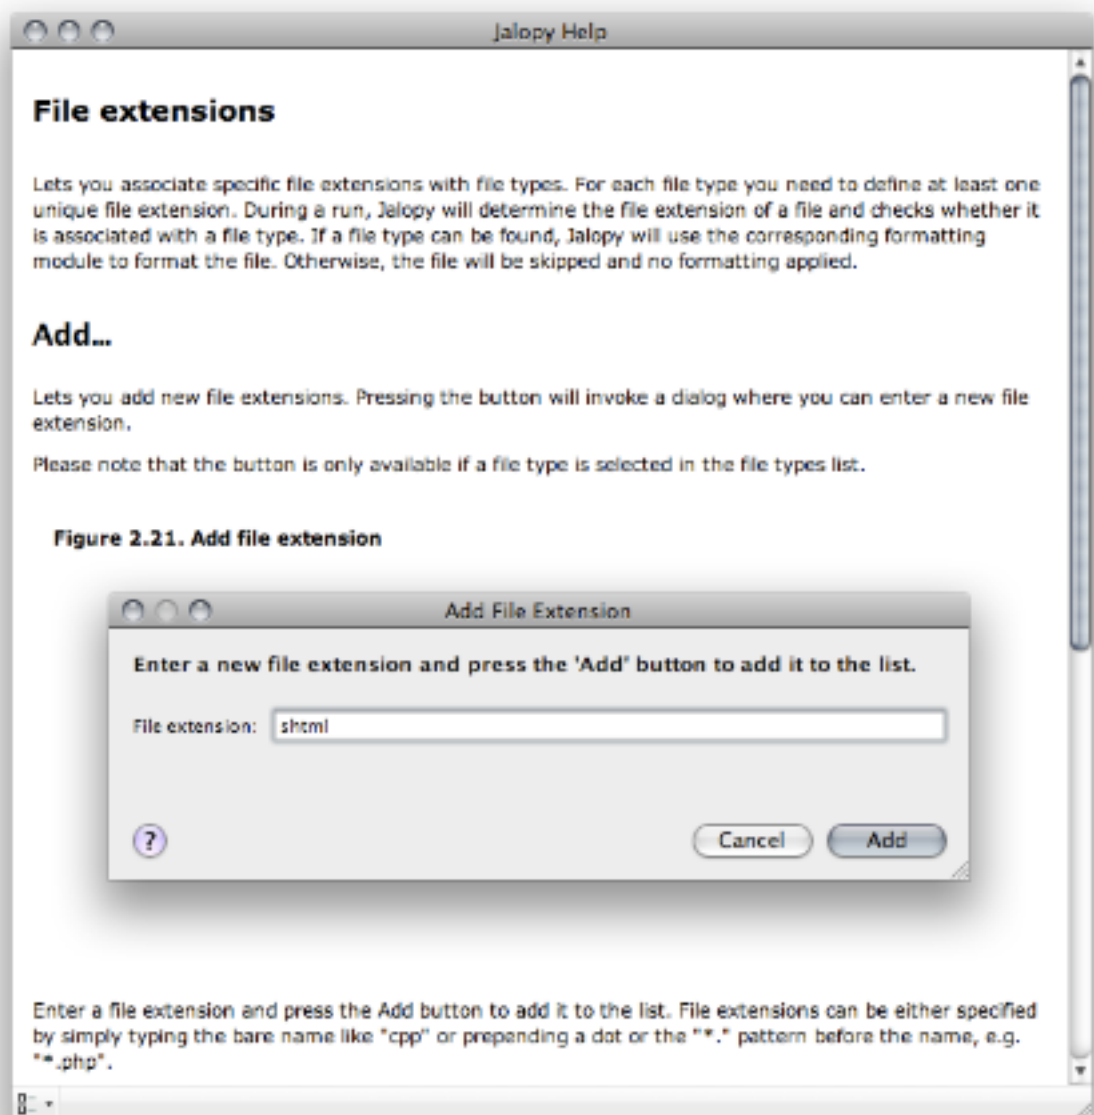 Jalopy Help
File extensions
Lets you associate specific file extensions with file types. For each file type you need to define at least one
unique file extension. During a run, Jalopy will determine the file extension of a file and checks whether it
is associated with a file type. If a file type can be found, Jalopy will use the corresponding formatting
module to format the file. Otherwise, the file will be skipped and no formatting applied.
Add...
Lets you add new file extensions. Pressing the button will invoke a dialog where you can enter a new file
extension.
Please note that the button is only available if a file type is selected in the file types list.
Figure 2.21. Add file extension
Add File Extension
Enter a new file extension and press the 'Add' button to add it to the list.
File extension: shtml
? Cancel Add
Enter a file extension and press the Add button to add it to the list. File extensions can be either specified
by simply typing the bare name like "cpp" or prepending a dot or the "*." pattern before the name, e.g.
"*.php".